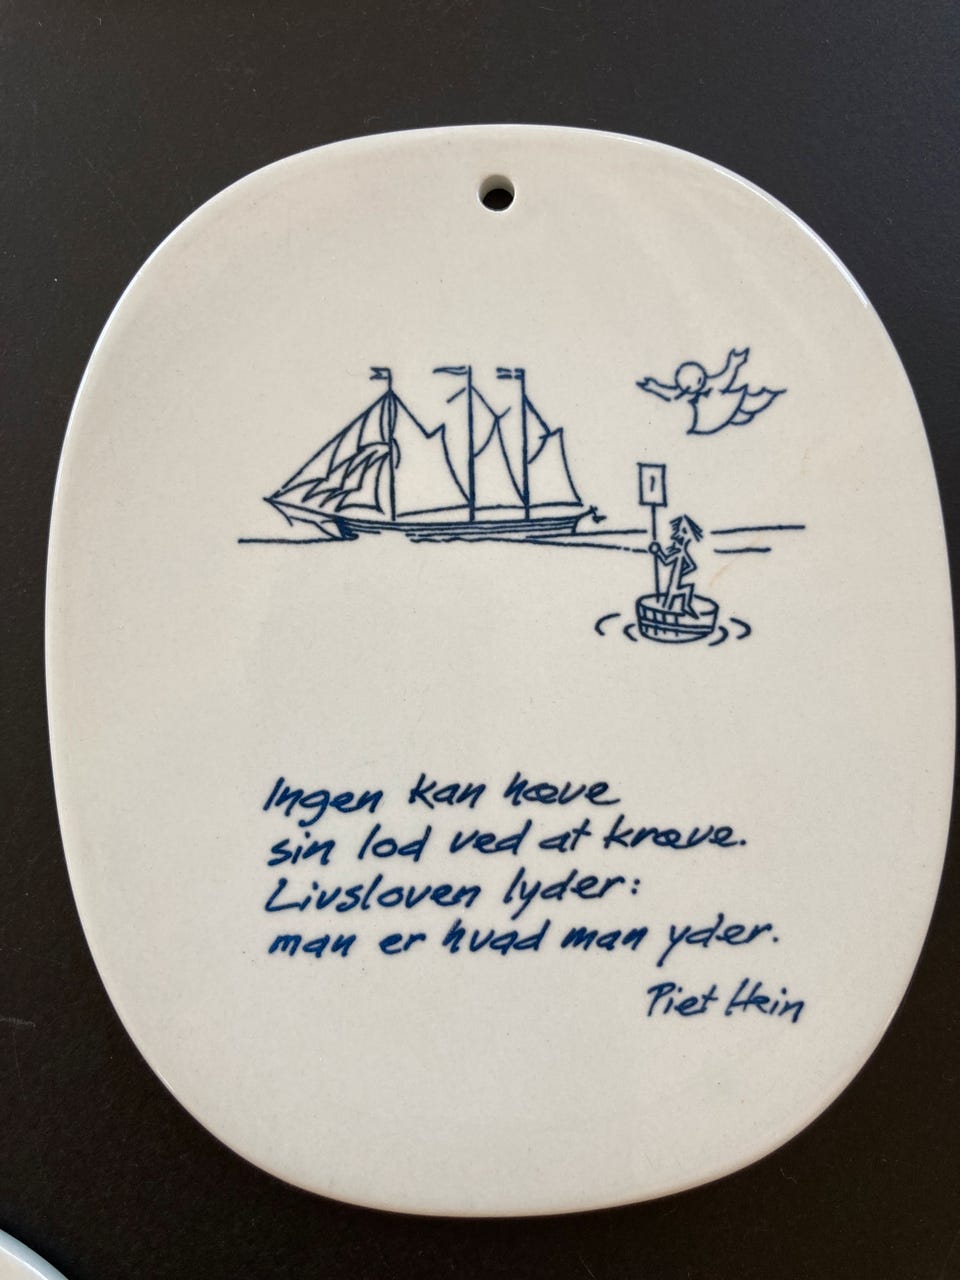 Ingen kan hæve
sin lod ved at kræve.
Livsloven lyder:
man er hvad man yder.
Piet Hein